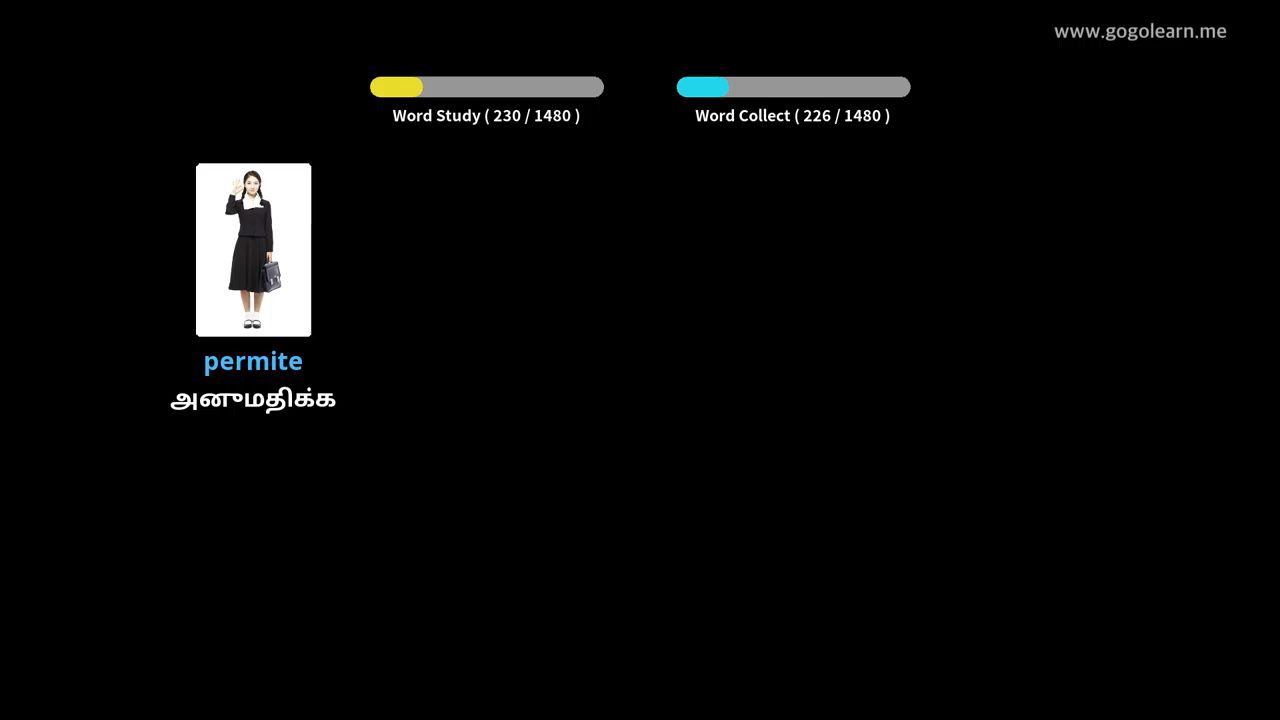 www.gogolearn.me
Word Study ( 230 / 1480 )
Word Collect ( 226 / 1480 )
permite
அனுமதிக்க